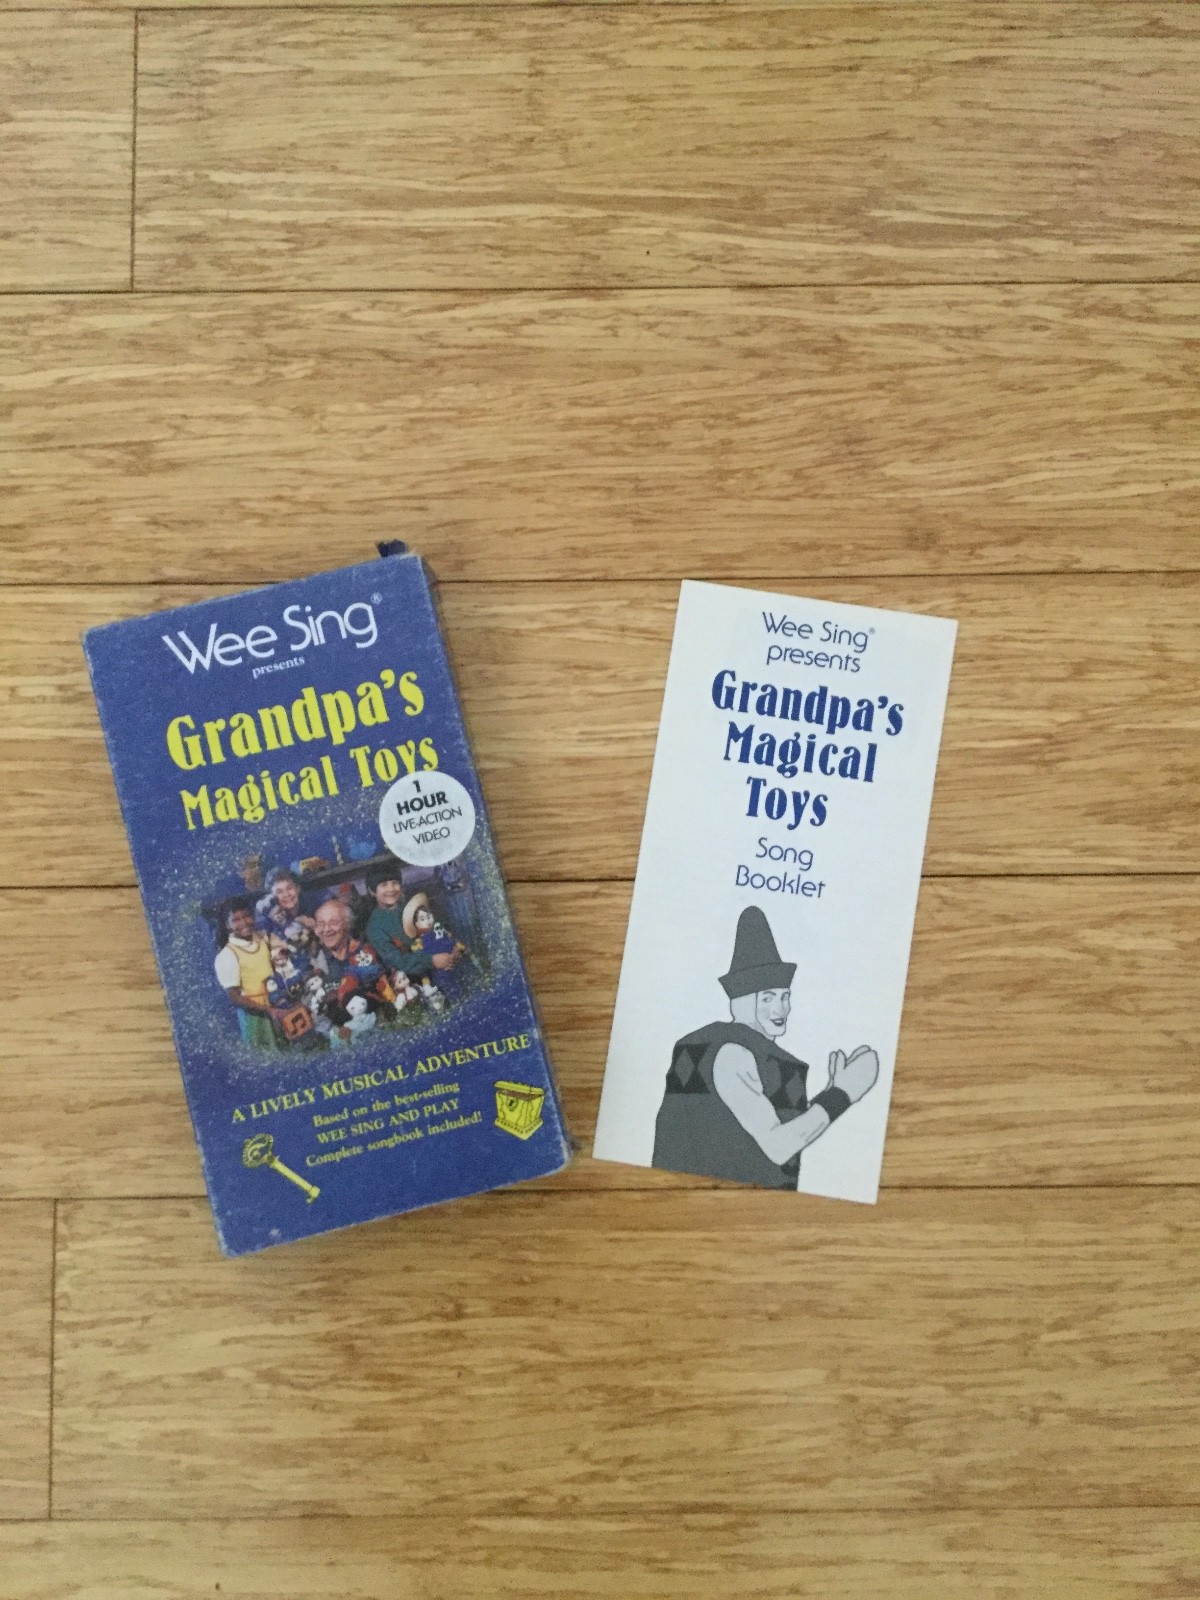 Wee Sing®
presents
Grandpa's
Magical Toys
1
HOUR
LIVE-ACTION
VIDEO
A LIVELY MUSICAL ADVENTURE
Based on the best-selling
WEE SING AND PLAY
Complete songbook included!
Wee Sing®
presents
Grandpa's
Magical
Toys
Song
Booklet